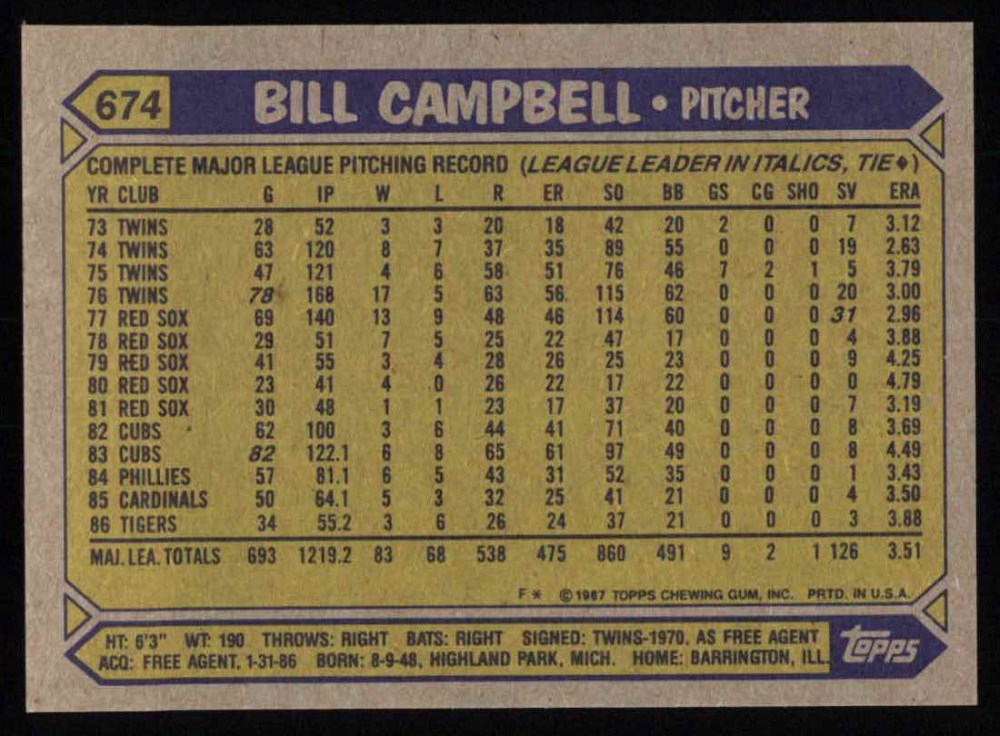 674 BILL CAMPBELL • PITCHER
COMPLETE MAJOR LEAGUE PITCHING RECORD (LEAGUE LEADER IN ITALICS, TIE◆)
YR CLUB G IP W L R ER SO BB GS CG SHO SV ERA
73 TWINS 28 52 3 3 20 18 42 20 2 0 0 7 3.12
74 TWINS 63 120 8 7 37 35 89 55 0 0 0 19 2.63
75 TWINS 47 121 4 6 58 51 76 46 7 2 1 5 3.79
76 TWINS 78 168 17 5 63 56 115 62 0 0 0 20 3.00
77 RED SOX 69 140 13 9 48 46 114 60 0 0 0 31 2.96
78 RED SOX 29 51 7 5 25 22 47 17 0 0 0 4 3.88
79 RED SOX 41 55 3 4 28 26 25 23 0 0 0 9 4.25
80 RED SOX 23 41 4 0 26 22 17 22 0 0 0 0 4.79
81 RED SOX 30 48 1 1 23 17 37 20 0 0 0 7 3.19
82 CUBS 62 100 3 6 44 41 71 40 0 0 0 8 3.69
83 CUBS 82 122.1 6 8 65 61 97 49 0 0 0 8 4.49
84 PHILLIES 57 81.1 6 5 43 31 52 35 0 0 0 1 3.43
85 CARDINALS 50 64.1 5 3 32 25 41 21 0 0 0 4 3.50
86 TIGERS 34 55.2 3 6 26 24 37 21 0 0 0 3 3.88
MAJ. LEA. TOTALS 693 1219.2 83 68 538 475 860 491 9 2 1 126 3.51
F * © 1987 TOPPS CHEWING GUM, INC. PRTD. IN U.S.A.
HT: 6'3" WT: 190 THROWS: RIGHT BATS: RIGHT SIGNED: TWINS-1970, AS FREE AGENT
ACQ: FREE AGENT, 1-31-86 BORN: 8-9-48, HIGHLAND PARK, MICH. HOME: BARRINGTON, ILL.
Topps